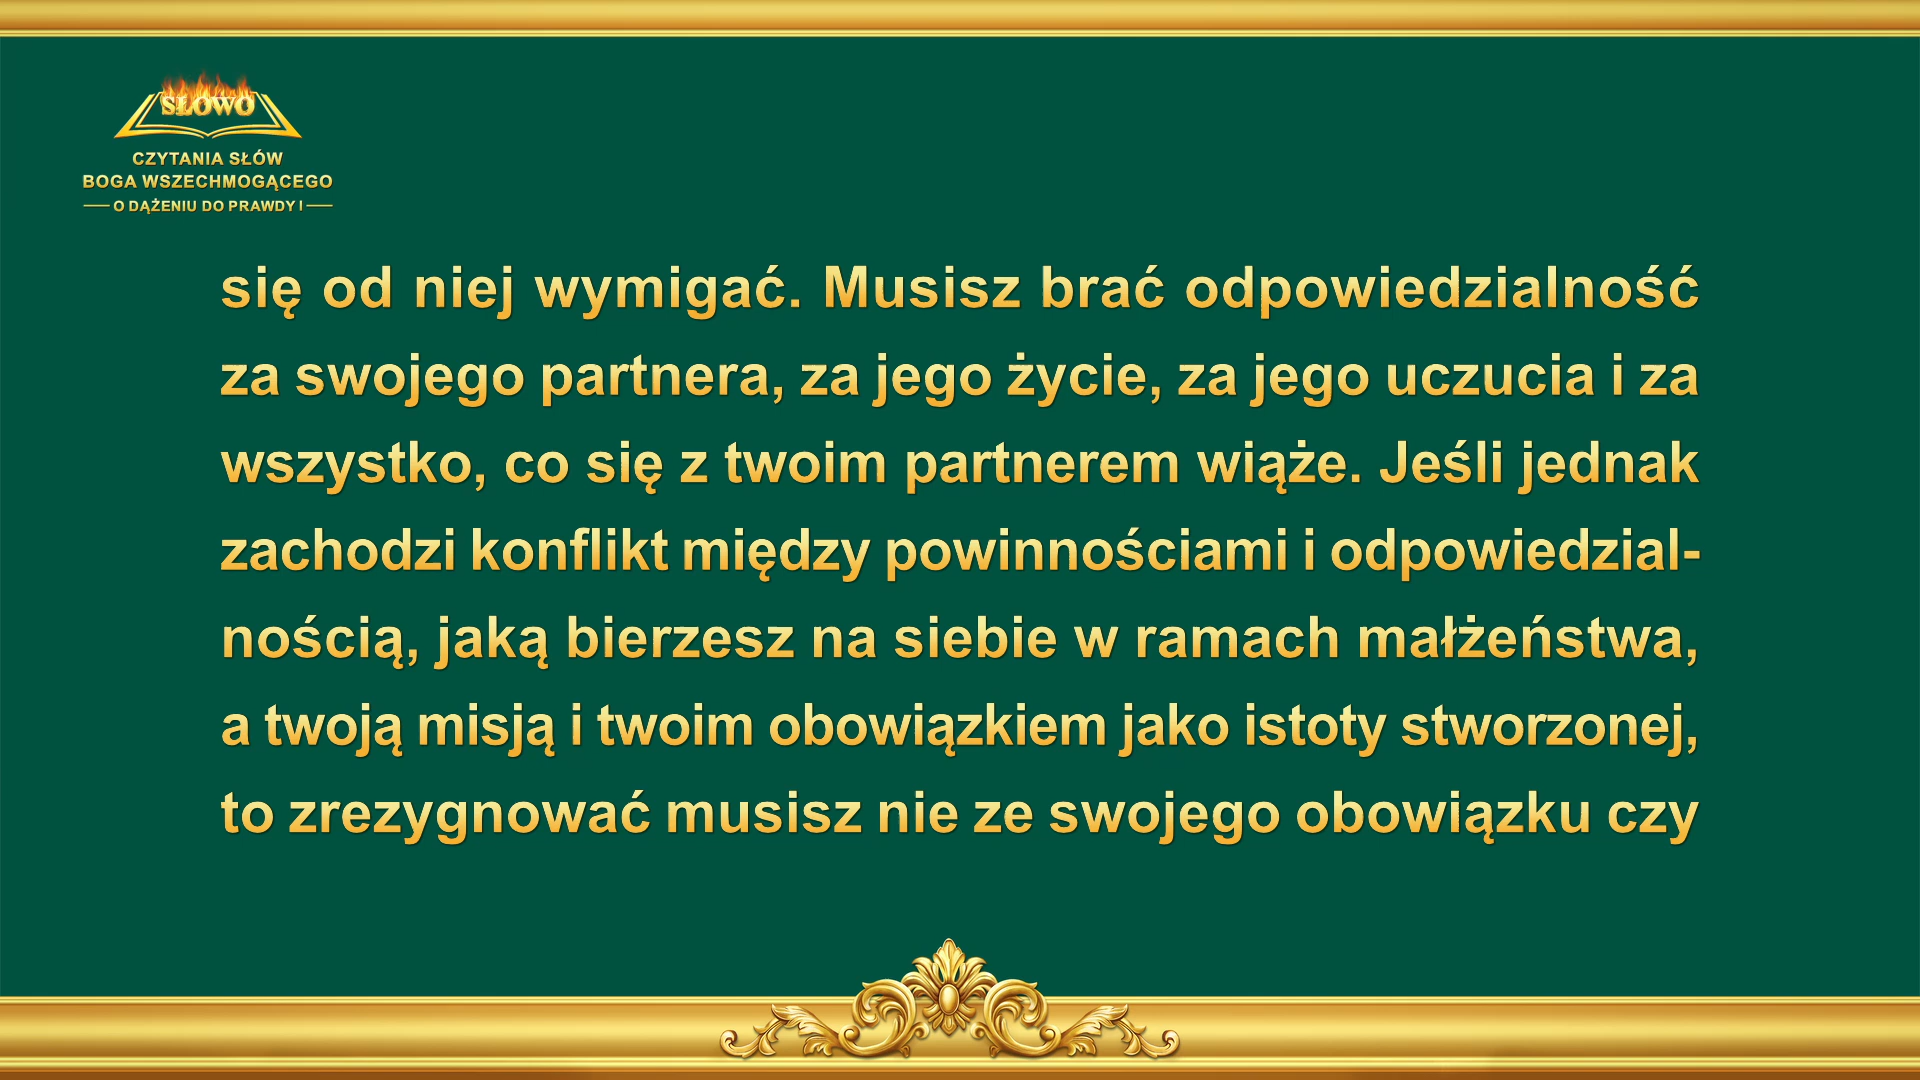 SŁOWO
CZYTANIA SŁÓW
BOGA WSZECHMOGĄCEGO
O DĄŻENIU DO PRAWDY I
się od niej wymigać. Musisz brać odpowiedzialność
za swojego partnera, za jego życie, za jego uczucia i za
wszystko, co się z twoim partnerem wiąże. Jeśli jednak
zachodzi konflikt między powinnościami i odpowiedzial-
nością, jaką bierzesz na siebie w ramach małżeństwa,
a twoją misją i twoim obowiązkiem jako istoty stworzonej,
to zrezygnować musisz nie ze swojego obowiązku czy